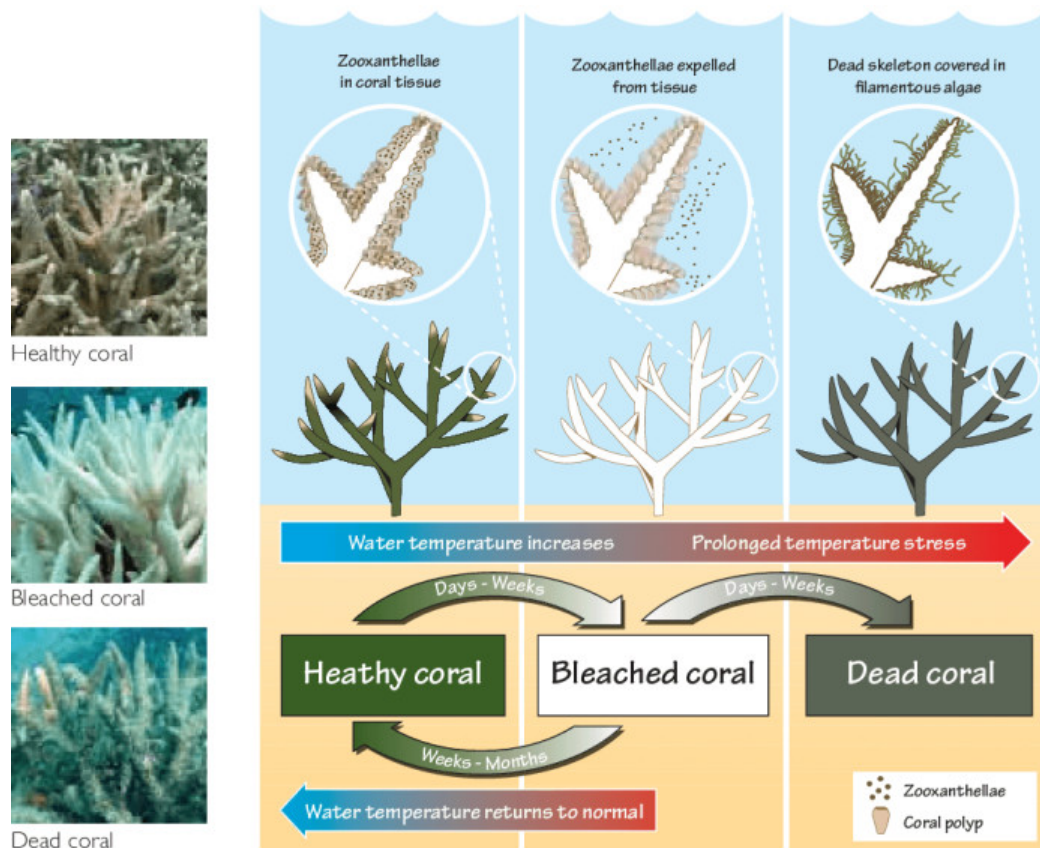 Healthy coral
Bleached coral
Dead coral
Zooxanthellae
in coral tissue
Zooxanthellae expelled
from tissue
Dead skeleton covered in
filamentous algae
Water temperature increases
Prolonged temperature stress
Days - Weeks
Days - Weeks
Heathy coral
Bleached coral
Dead coral
Weeks - Months
Water temperature returns to normal
Zooxanthellae
Coral polyp